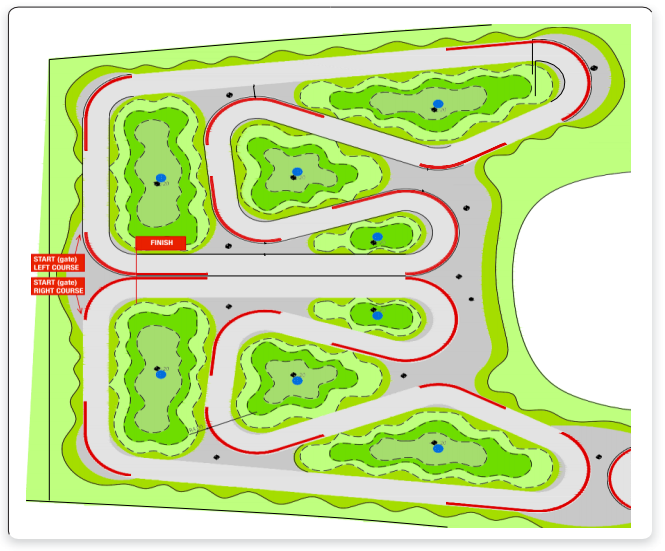 FINISH
START (gate)
LEFT COURSE
START (gate)
RIGHT COURSE